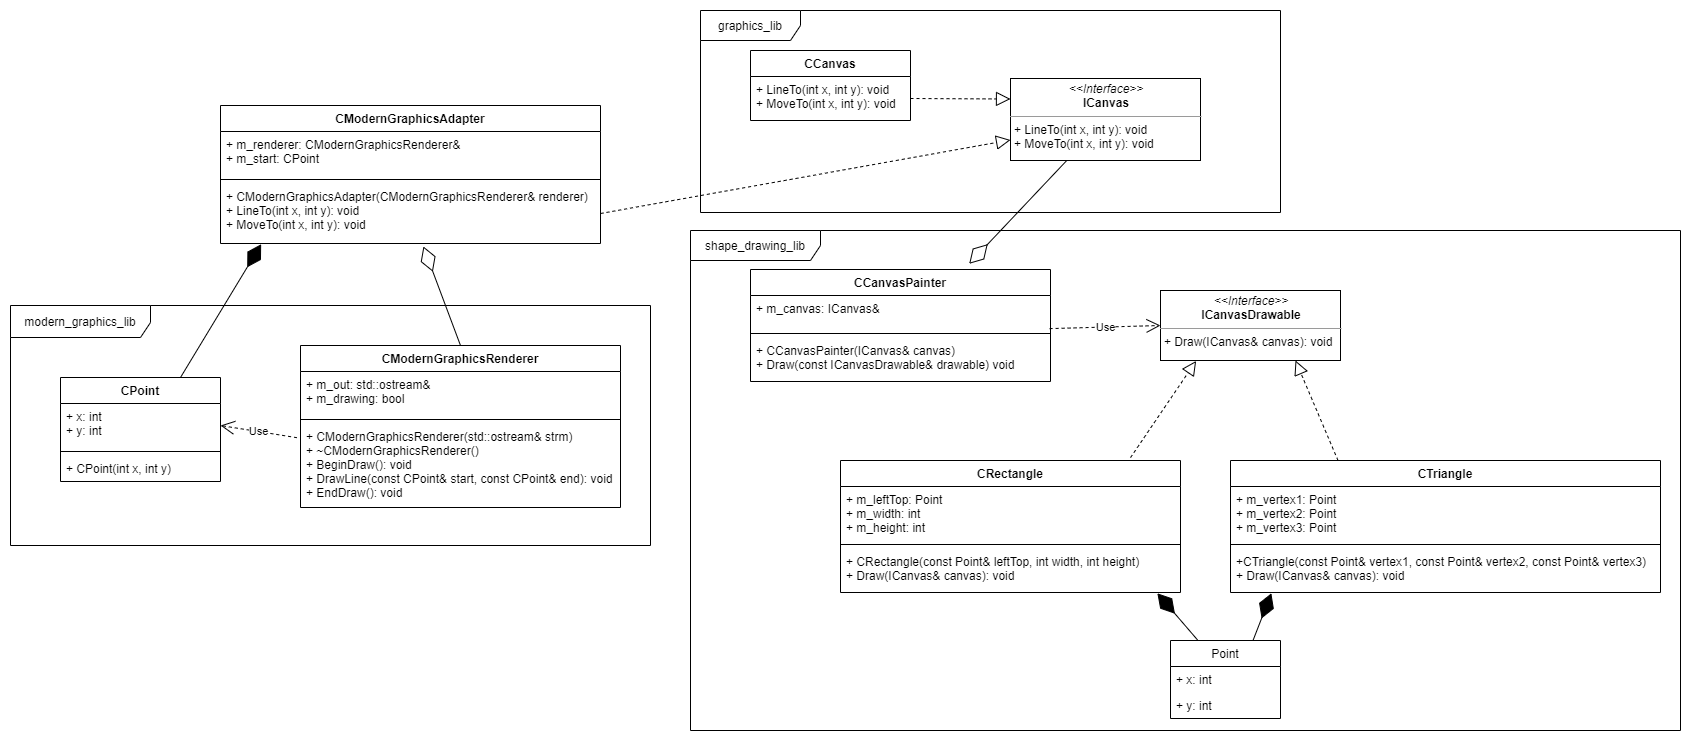 graphics_lib
CCanvas
+ LineTo(int x, int y): void
+ MoveTo(int x, int y): void
<<Interface>>
ICanvas
+ LineTo(int x, int y): void
+ MoveTo(int x, int y): void
CModernGraphicsAdapter
+ m_renderer: CModernGraphicsRenderer&
+ m_start: CPoint
+ CModernGraphicsAdapter(CModernGraphicsRenderer& renderer)
+ LineTo(int x, int y): void
+ MoveTo(int x, int y): void
modern_graphics_lib
CPoint
+ x: int
+ y: int
+ CPoint(int x, int y)
Use
CModernGraphicsRenderer
+ m_out: std::ostream&
+ m_drawing: bool
+ CModernGraphicsRenderer(std::ostream& strm)
+ ~CModernGraphicsRenderer()
+ BeginDraw(): void
+ DrawLine(const CPoint& start, const CPoint& end): void
+ EndDraw(): void
shape_drawing_lib
CCanvasPainter
+ m_canvas: ICanvas&
+ CCanvasPainter(ICanvas& canvas)
+ Draw(const ICanvasDrawable& drawable) void
Use
<<Interface>>
ICanvasDrawable
+ Draw(ICanvas& canvas): void
CRectangle
+ m_leftTop: Point
+ m_width: int
+ m_height: int
+ CRectangle(const Point& leftTop, int width, int height)
+ Draw(ICanvas& canvas): void
CTriangle
+ m_vertex1: Point
+ m_vertex2: Point
+ m_vertex3: Point
+CTriangle(const Point& vertex1, const Point& vertex2, const Point& vertex3)
+ Draw(ICanvas& canvas): void
Point
+ x: int
+ y: int